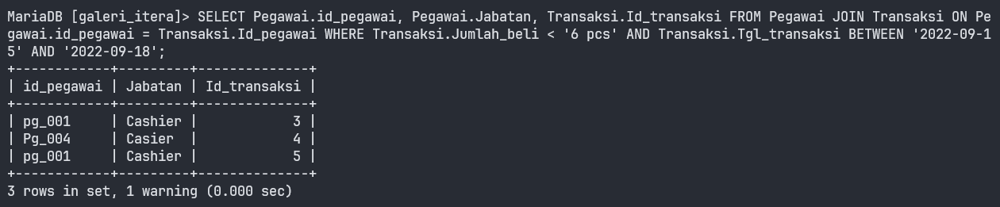 MariaDB [galeri_itera]> SELECT Pegawai.id_pegawai, Pegawai.Jabatan, Transaksi.Id_transaksi FROM Pegawai JOIN Transaksi ON Pe
gawai.id_pegawai = Transaksi.Id_pegawai WHERE Transaksi.Jumlah_beli < '6 pcs' AND Transaksi.Tgl_transaksi BETWEEN '2022-09-1
5' AND '2022-09-18';
+------------+---------+--------------+
| id_pegawai | Jabatan | Id_transaksi |
+------------+---------+--------------+
| pg_001     | Cashier |            3 |
| Pg_004     | Casier  |            4 |
| pg_001     | Cashier |            5 |
+------------+---------+--------------+
3 rows in set, 1 warning (0.000 sec)